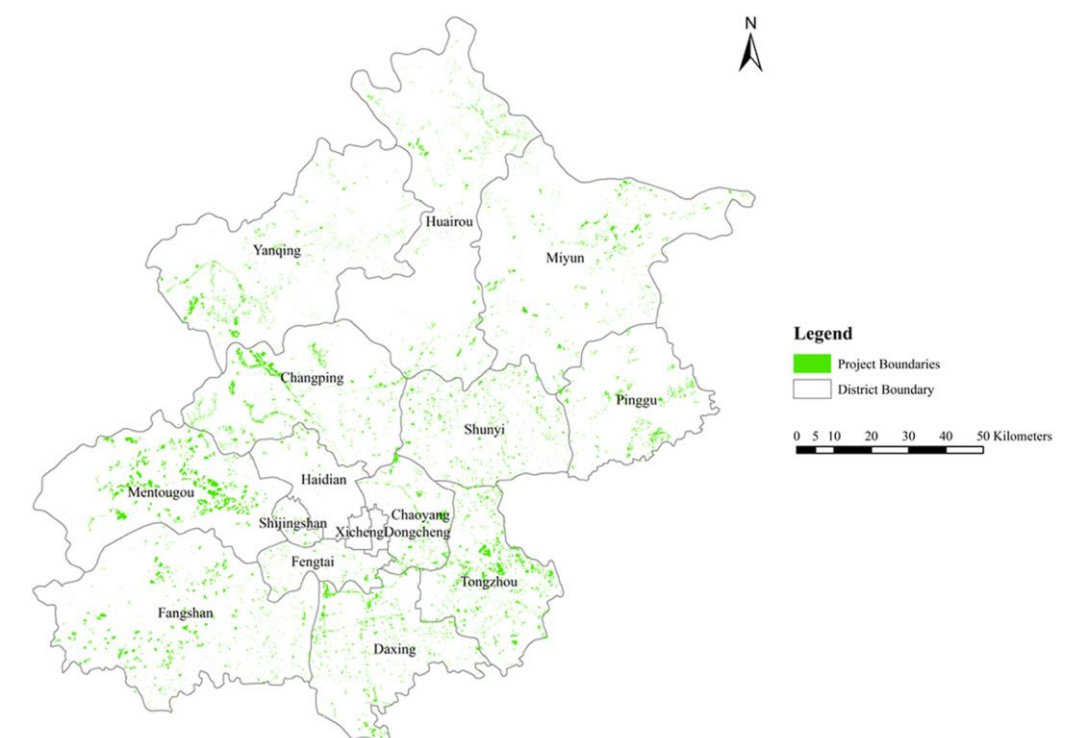 N
Huairou
Yanqing
Miyun
Legend
Project Boundaries
District Boundary
Changping
Pinggu
Shunyi
0 5 10 20 30 40 50 Kilometers
Haidian
Mentougou
Chaoyang
Shijingshan
XichengDongcheng
Fengtai
Tongzhou
Fangshan
Daxing